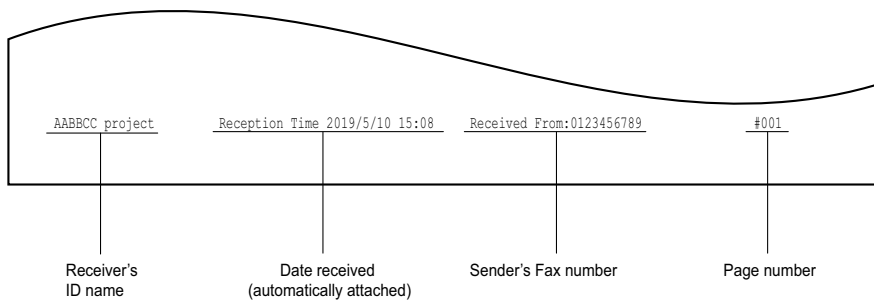 AABBCC project
Reception Time 2019/5/10 15:08
Received From:0123456789
#001
Receiver's
ID name
Date received
(automatically attached)
Sender's Fax number
Page number